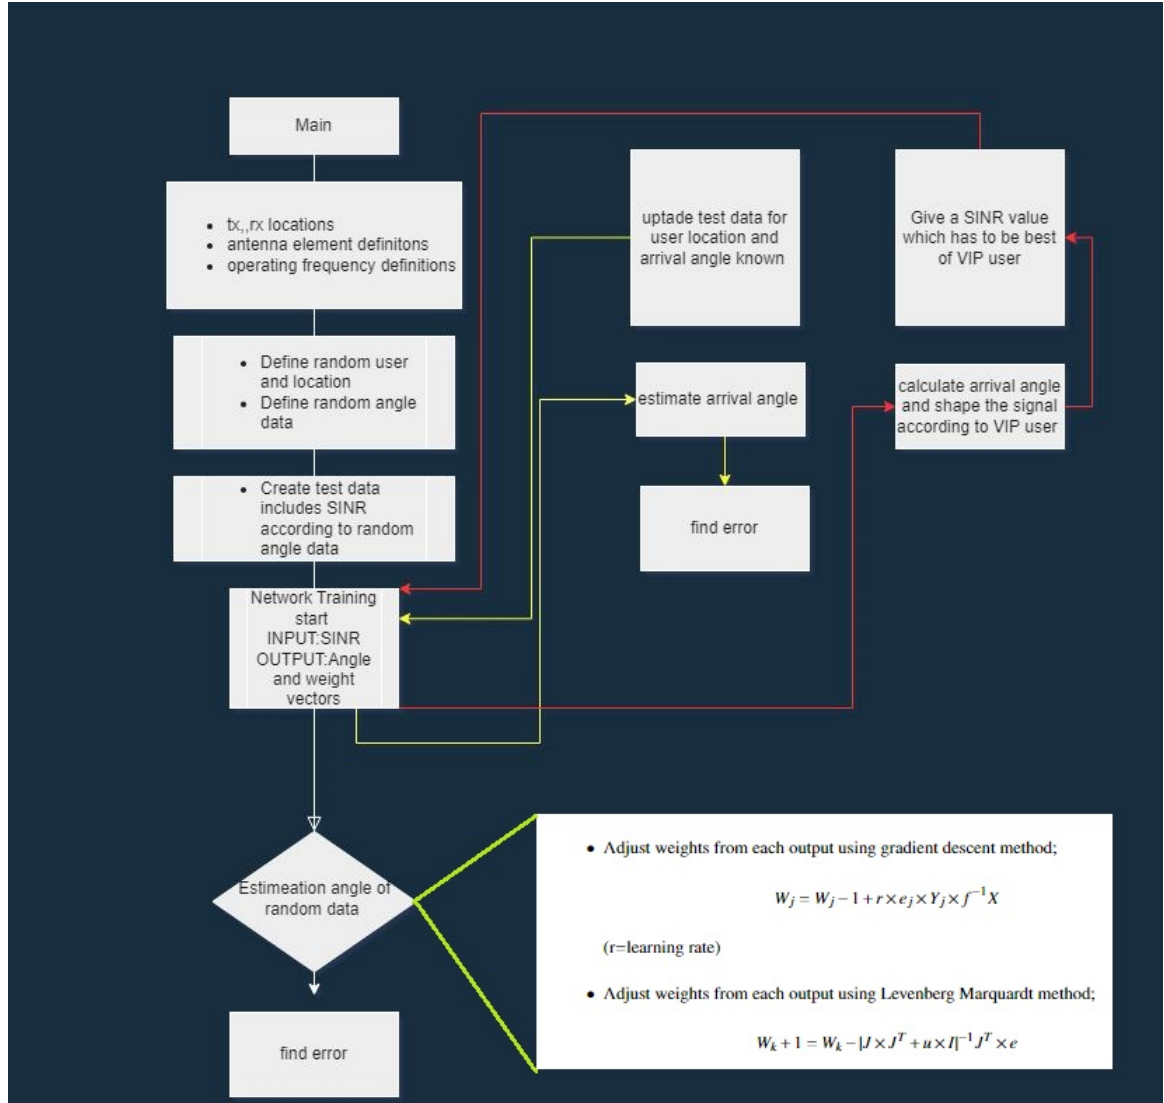 Main
• tx,,rx locations
• antenna element definitons
• operating frequency definitions
• Define random user
and location
• Define random angle
data
• Create test data
includes SINR
according to random
angle data
Network Training
start
INPUT:SINR
OUTPUT:Angle
and weight
vectors
Estimeation angle of
random data
find error
uptade test data for
user location and
arrival angle known
estimate arrival angle
find error
Give a SINR value
which has to be best
of VIP user
calculate arrival angle
and shape the signal
according to VIP user
• Adjust weights from each output using gradient descent method;
W_j = W_j − 1 + r × e_j × Y_j × f^{−1} X
(r=learning rate)
• Adjust weights from each output using Levenberg Marquardt method;
W_k + 1 = W_k − |J × J^T + u × I|^{−1} J^T × e